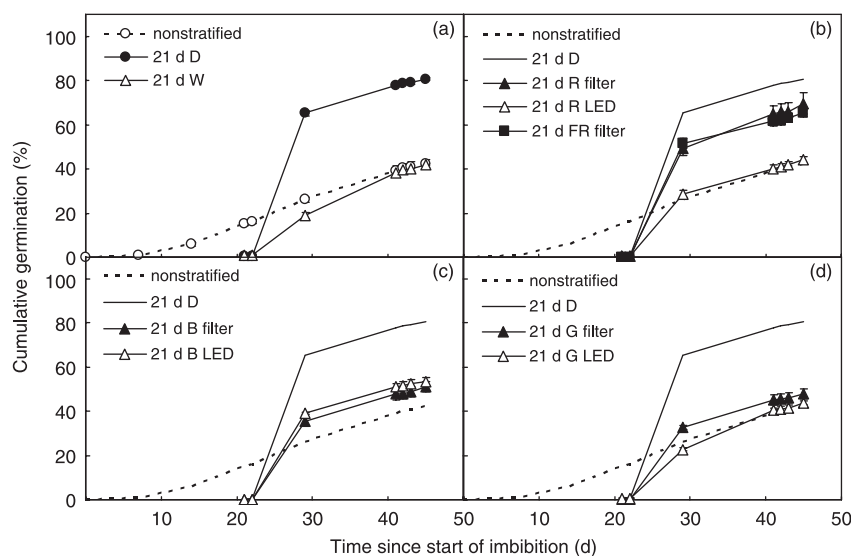 Cumulative germination (%)
100
80
60
40
20
0
(a)
nonstratified
21 d D
21 d W
(b)
nonstratified
21 d D
21 d R filter
21 d R LED
21 d FR filter
100
80
60
40
20
0
(c)
nonstratified
21 d D
21 d B filter
21 d B LED
(d)
nonstratified
21 d D
21 d G filter
21 d G LED
0 10 20 30 40 50 10 20 30 40 50
Time since start of imbibition (d)